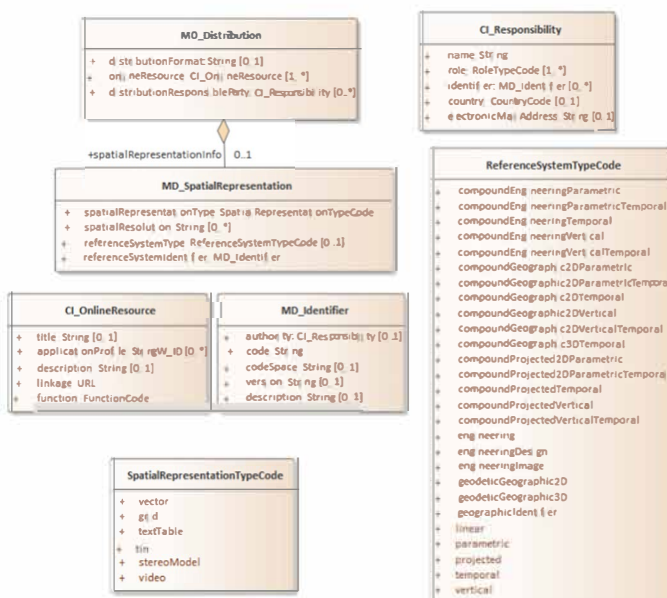 MD_Distribution
+ distributionFormat: String [0..1]
+ onlineResource: CI_OnlineResource [1..*]
+ distributionResponsibleParty: CI_Responsibility [0..*]
+spatialRepresentationInfo 0..1
MD_SpatialRepresentation
+ spatialRepresentationType: SpatialRepresentationTypeCode
+ spatialResolution: String [0..*]
+ referenceSystemType: ReferenceSystemTypeCode [0..1]
+ referenceSystemIdentifier: MD_Identifier
CI_OnlineResource
+ title: String [0..1]
+ applicationProfile: StringW_ID [0..*]
+ description: String [0..1]
+ linkage: URL
+ function: FunctionCode
MD_Identifier
+ authority: CI_Responsibility [0..1]
+ code: String
+ codeSpace: String [0..1]
+ version: String [0..1]
+ description: String [0..1]
SpatialRepresentationTypeCode
+ vector
+ grid
+ textTable
+ tin
+ stereoModel
+ video
CI_Responsibility
+ name: String
+ role: RoleTypeCode [1..*]
+ identifier: MD_Identifier [0..*]
+ country: CountryCode [0..1]
+ electronicMailAddress: String [0..1]
ReferenceSystemTypeCode
+ compoundEngineeringParametric
+ compoundEngineeringParametricTemporal
+ compoundEngineeringTemporal
+ compoundEngineeringVertical
+ compoundEngineeringVerticalTemporal
+ compoundGeographic2DParametric
+ compoundGeographic2DParametricTempora
+ compoundGeographic2DTemporal
+ compoundGeographic2DVertical
+ compoundGeographic2DVerticalTemporal
+ compoundGeographic3DTemporal
+ compoundProjected2DParametric
+ compoundProjected2DParametricTemporal
+ compoundProjectedTemporal
+ compoundProjectedVertical
+ compoundProjectedVerticalTemporal
+ engineering
+ engineeringDesign
+ engineeringImage
+ geodeticGeographic2D
+ geodeticGeographic3D
+ geographicIdentifier
+ linear
+ parametric
+ projected
+ temporal
+ vertical